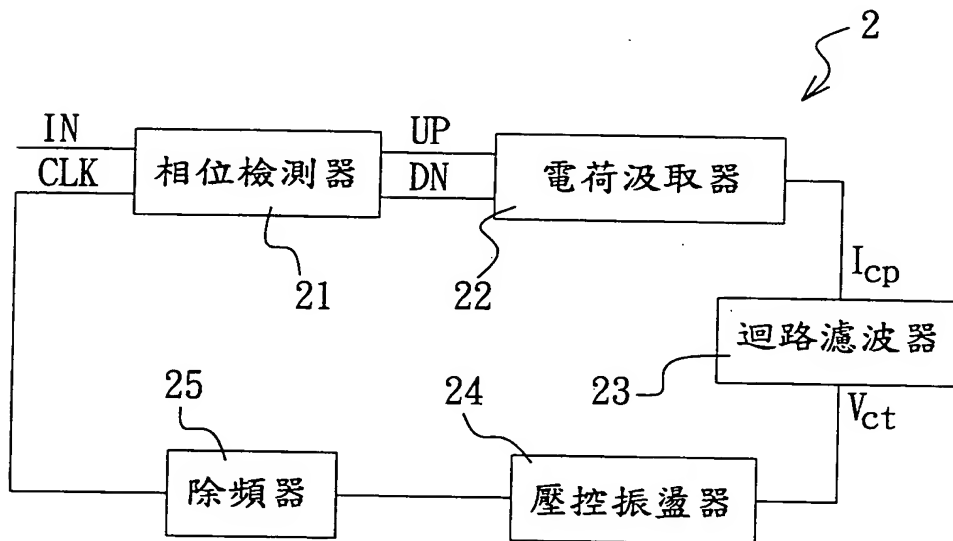 2
IN
CLK
相位檢測器
UP
DN
電荷汲取器
21
22
Icp
迴路濾波器
23
Vct
25
24
除頻器
壓控振盪器